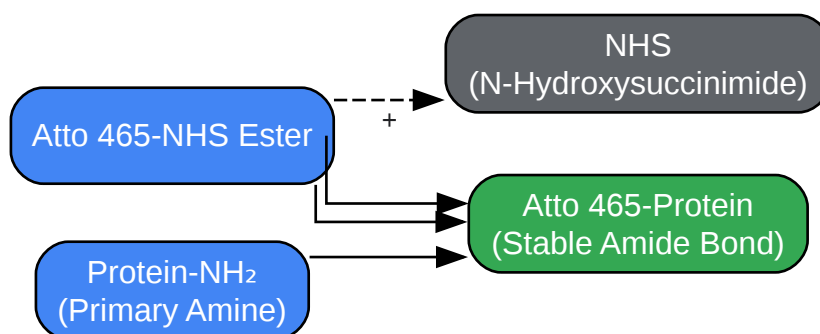 NHS
(N-Hydroxysuccinimide)
+
Atto 465-NHS Ester
Atto 465-Protein
(Stable Amide Bond)
Protein-NH₂
(Primary Amine)